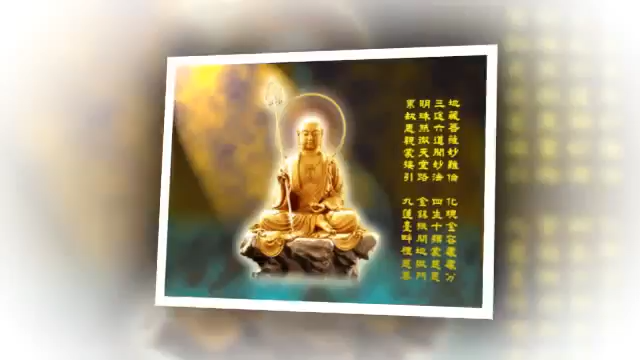 地藏菩薩妙難倫 化現金容處處分
三途六道聞妙法 四生十類蒙慈恩
明珠照徹天堂路 金錫振開地獄門
累劫恩親蒙接引 九蓮臺畔禮慈尊